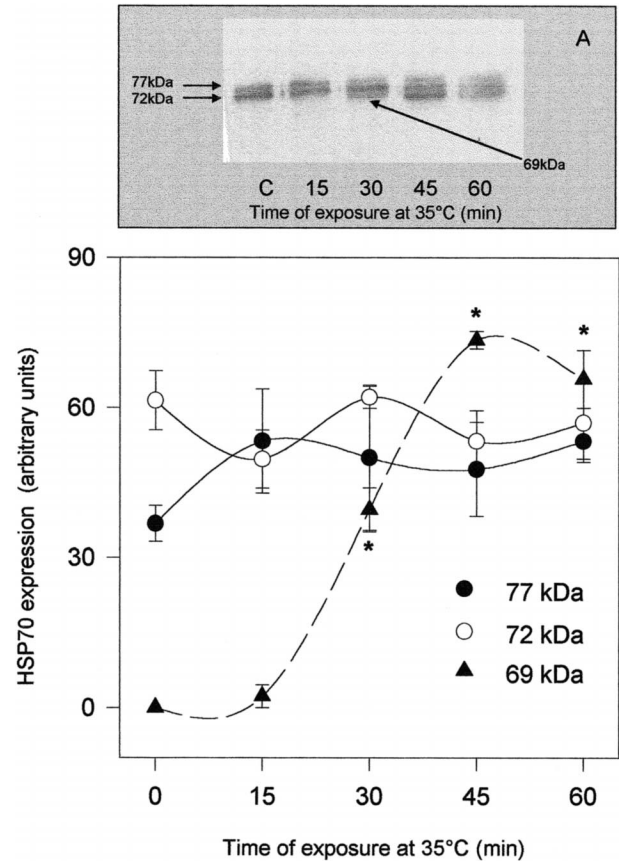 A
77kDa
72kDa
69kDa
C 15 30 45 60
Time of exposure at 35°C (min)
90
60
30
0
HSP70 expression (arbitrary units)
* * *
77 kDa
72 kDa
69 kDa
0 15 30 45 60
Time of exposure at 35°C (min)